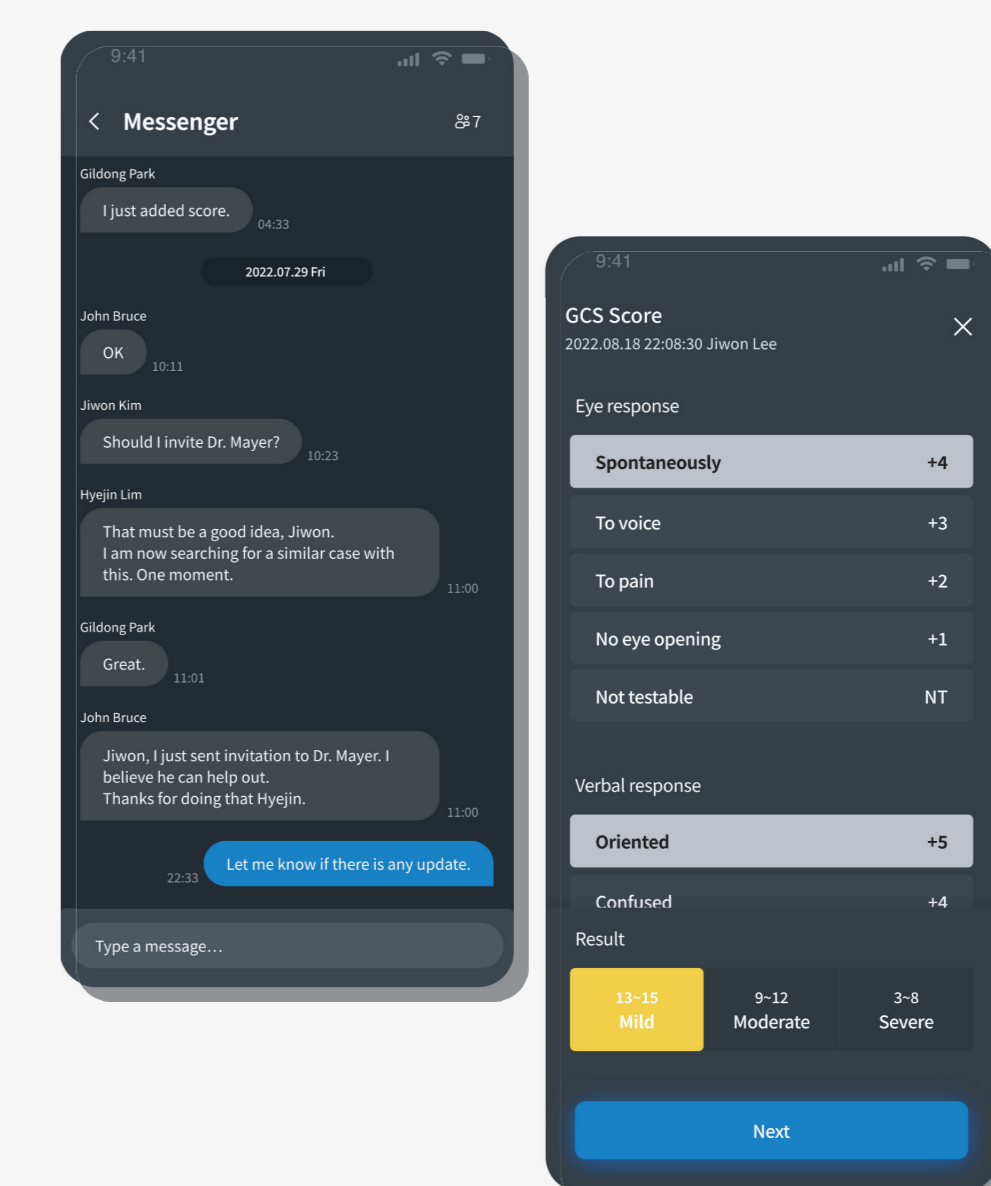 9:41
Messenger
7
Gildong Park
I just added score.
04:33
2022.07.29 Fri
John Bruce
OK
10:11
Jiwon Kim
Should I invite Dr. Mayer?
10:23
Hyejin Lim
That must be a good idea, Jiwon.
I am now searching for a similar case with
this. One moment.
11:00
Gildong Park
Great.
11:01
John Bruce
Jiwon, I just sent invitation to Dr. Mayer. I
believe he can help out.
Thanks for doing that Hyejin.
11:00
Let me know if there is any update.
22:33
Type a message...
9:41
GCS Score
2022.08.18 22:08:30 Jiwon Lee
Eye response
Spontaneously +4
To voice +3
To pain +2
No eye opening +1
Not testable NT
Verbal response
Oriented +5
Confused +4
Result
13~15 9~12 3~8
Mild Moderate Severe
Next